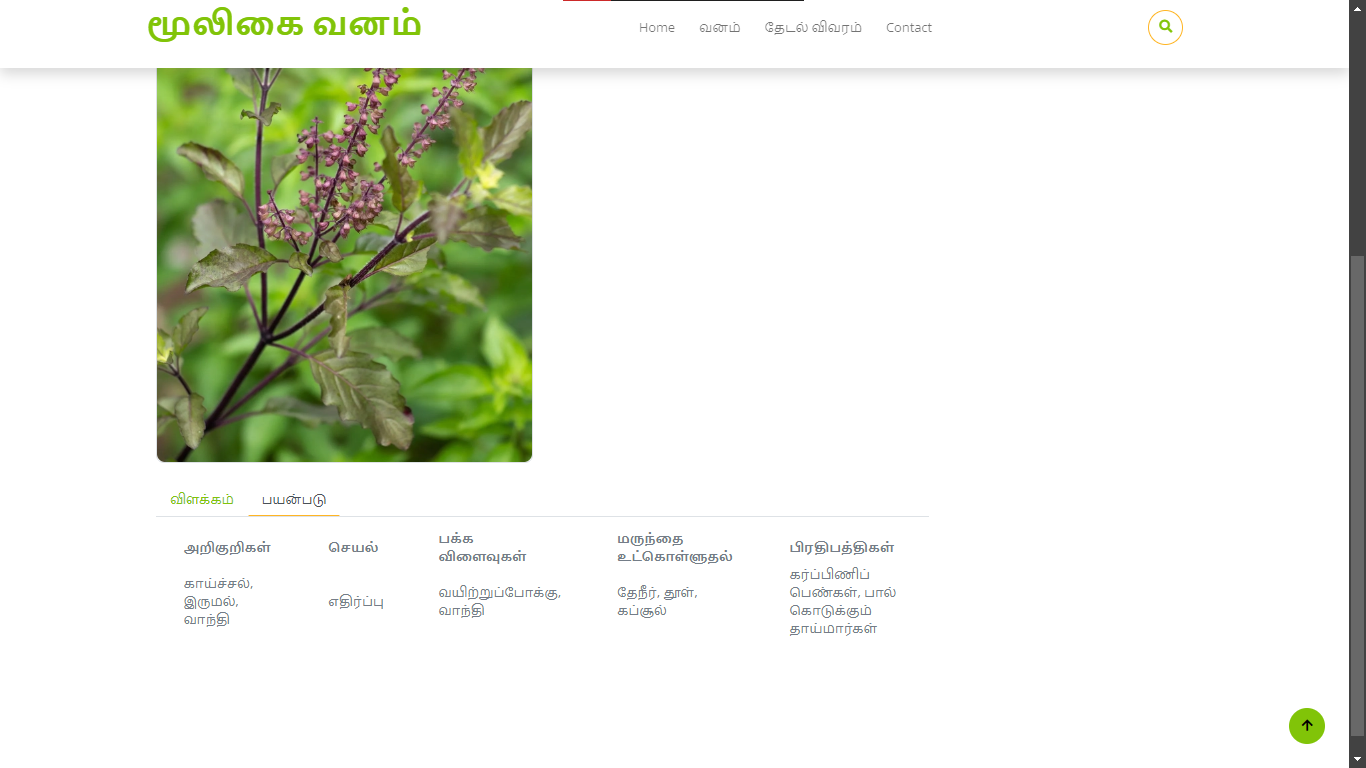 மூலிகை வனம்
Home வனம் தேடல் விவரம் Contact
விளக்கம் பயன்படு
அறிகுறிகள் செயல் பக்க விளைவுகள் மருந்தை உட்கொள்ளுதல் பிரதிபத்திகள்
காய்ச்சல்,
இருமல்,
வாந்தி
எதிர்ப்பு
வயிற்றுப்போக்கு,
வாந்தி
தேநீர், தூள்,
கப்சூல்
கர்ப்பிணிப்
பெண்கள், பால்
கொடுக்கும்
தாய்மார்கள்